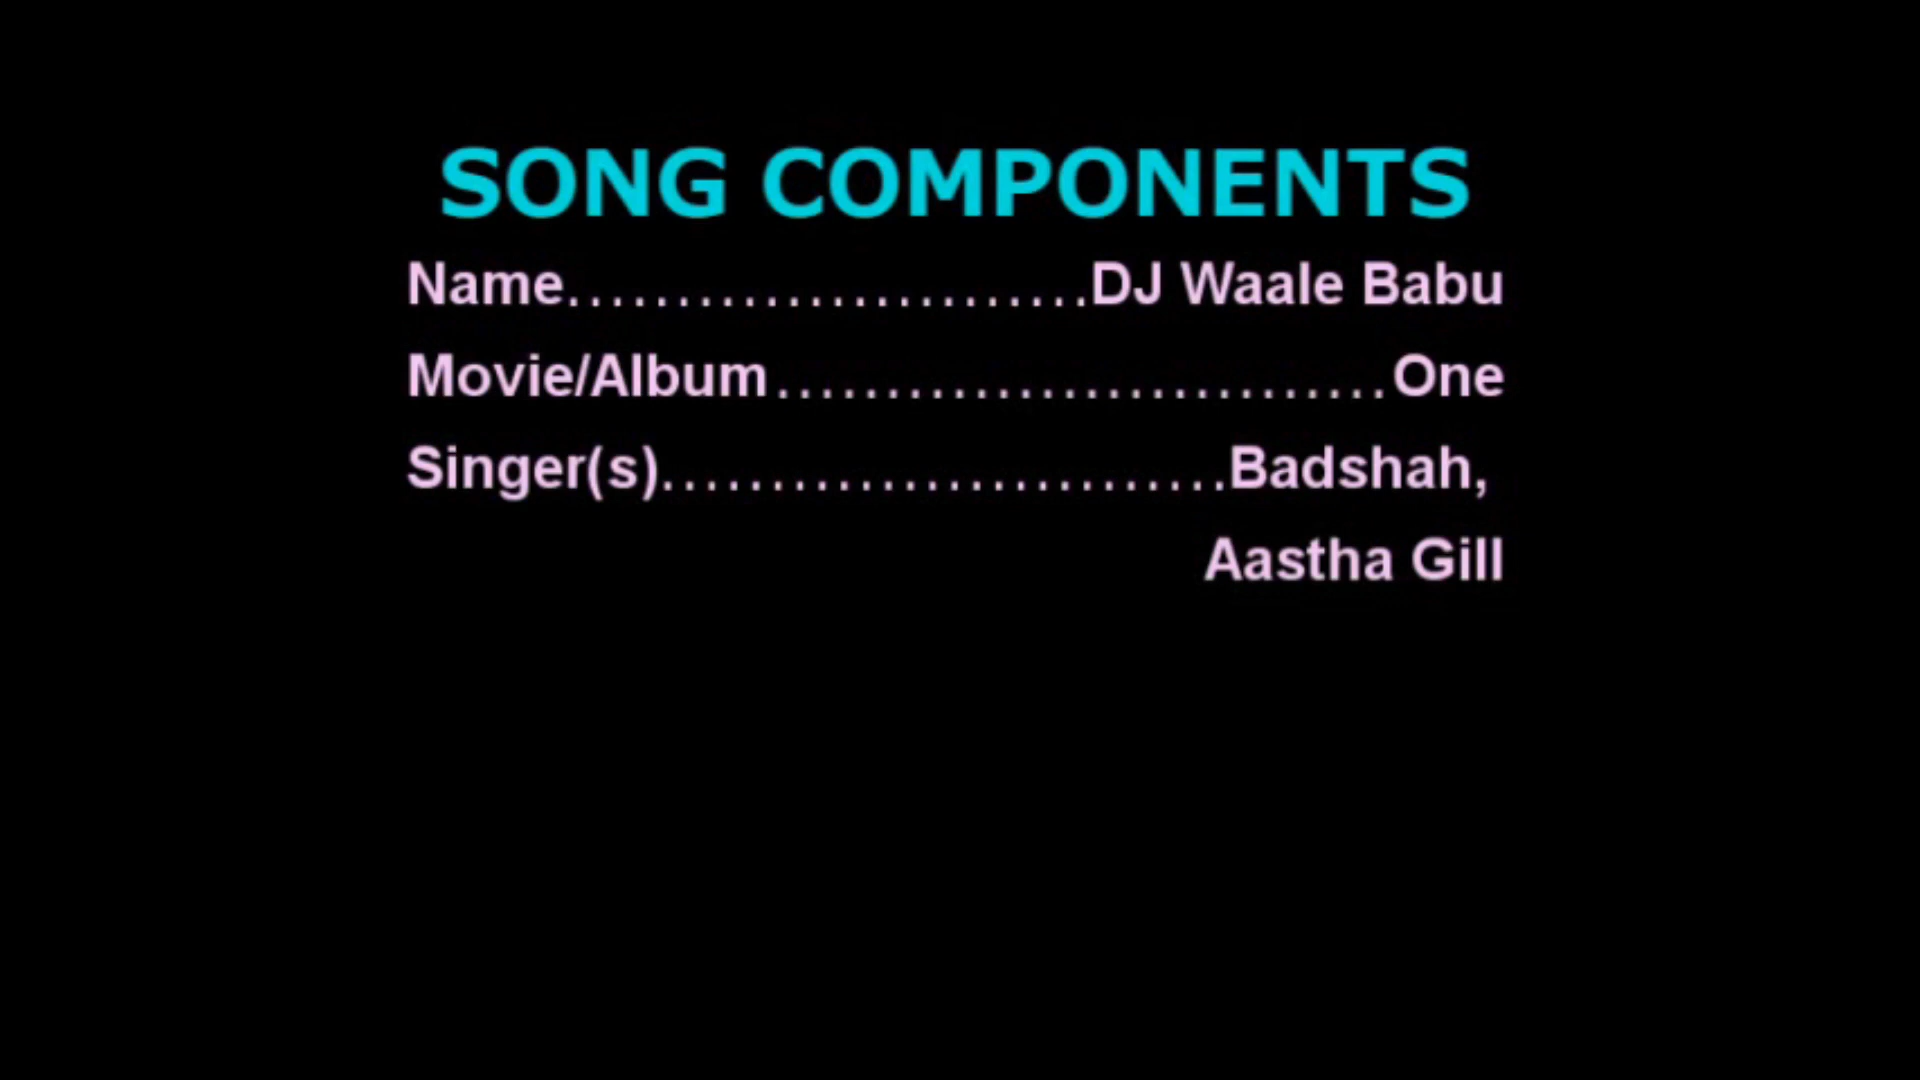 SONG COMPONENTS
Name........................DJ Waale Babu
Movie/Album............................One
Singer(s)..........................Badshah,
Aastha Gill